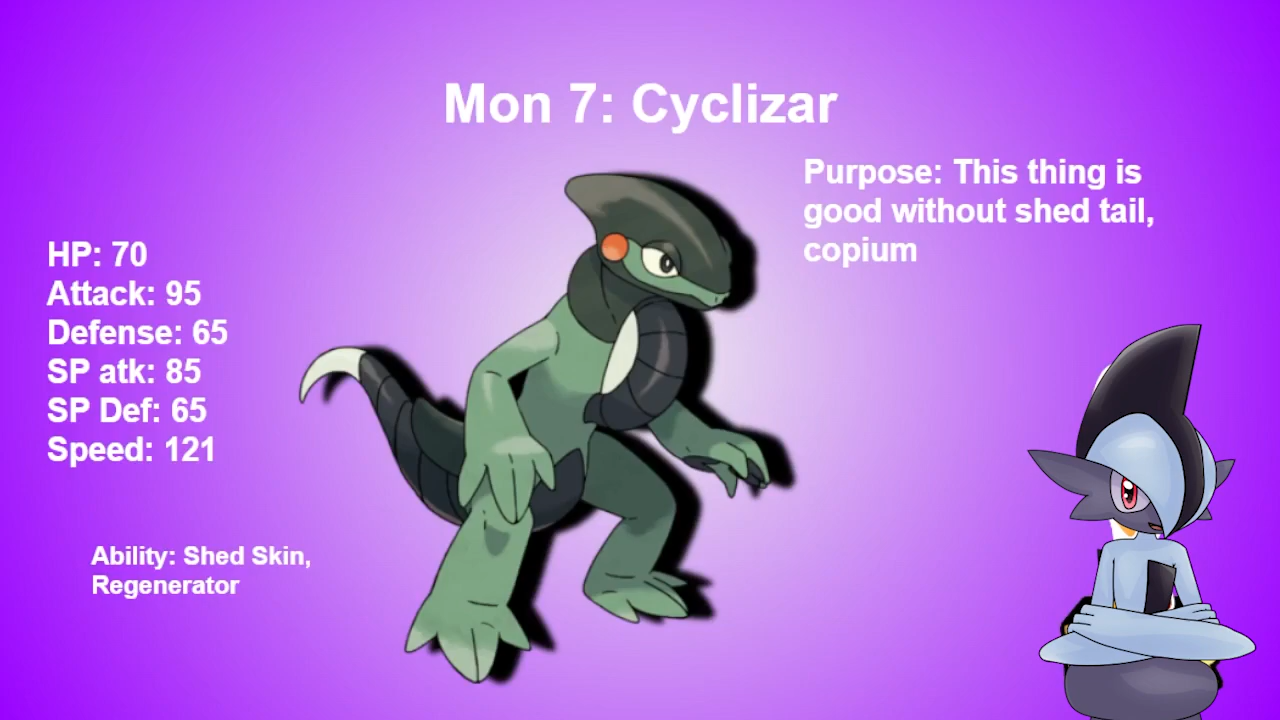 Mon 7: Cyclizar
Purpose: This thing is
good without shed tail,
copium
HP: 70
Attack: 95
Defense: 65
SP atk: 85
SP Def: 65
Speed: 121
Ability: Shed Skin,
Regenerator